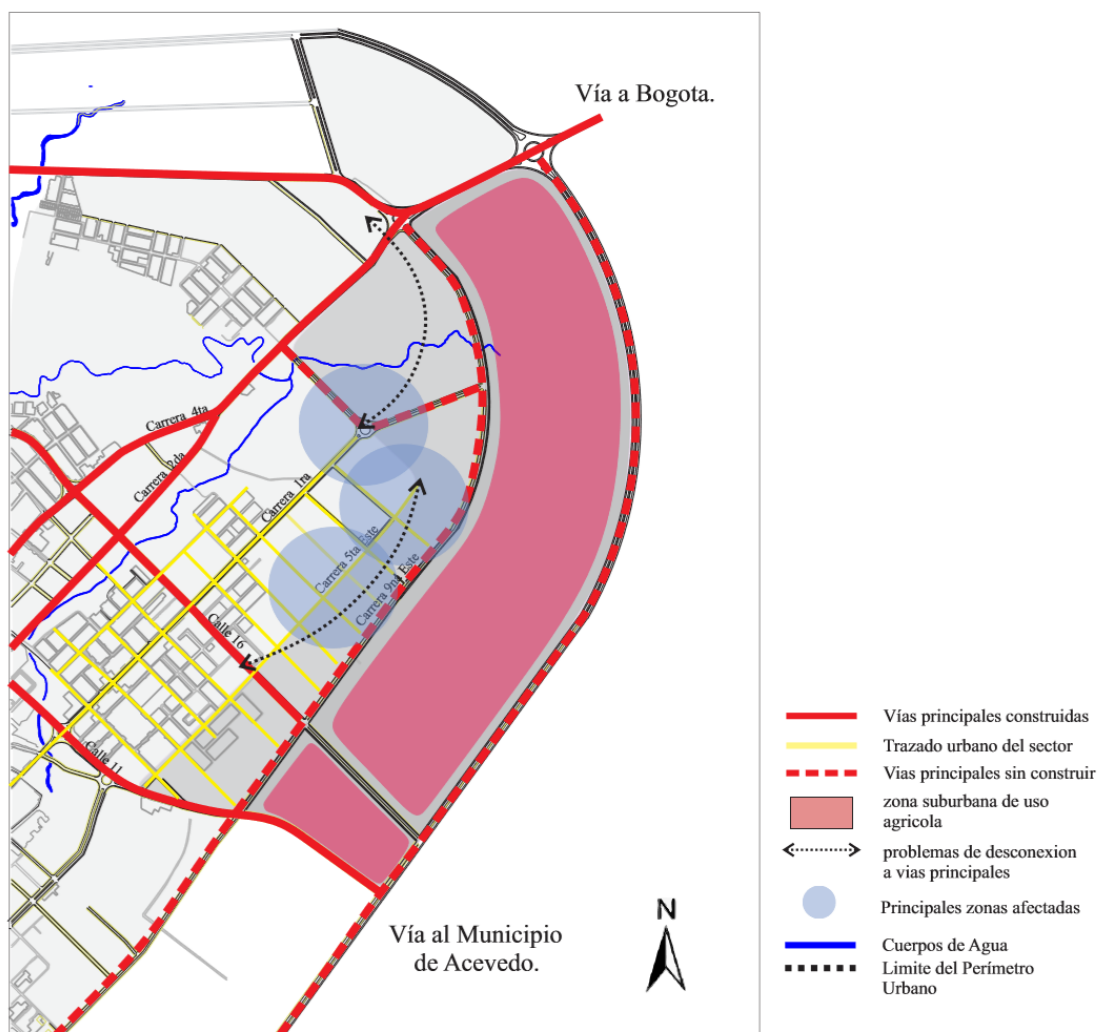 Vía a Bogota.
Carrera 4ta
Carrera 2da
Carrera 1ra
Carrera 5ta Este
Carrera 9na Este
Calle 16
Calle 11
Vía al Municipio
de Acevedo.
N
Vías principales construidas
Trazado urbano del sector
Vias principales sin construir
zona suburbana de uso
agricola
problemas de desconexion
a vias principales
Principales zonas afectadas
Cuerpos de Agua
Limite del Perímetro
Urbano